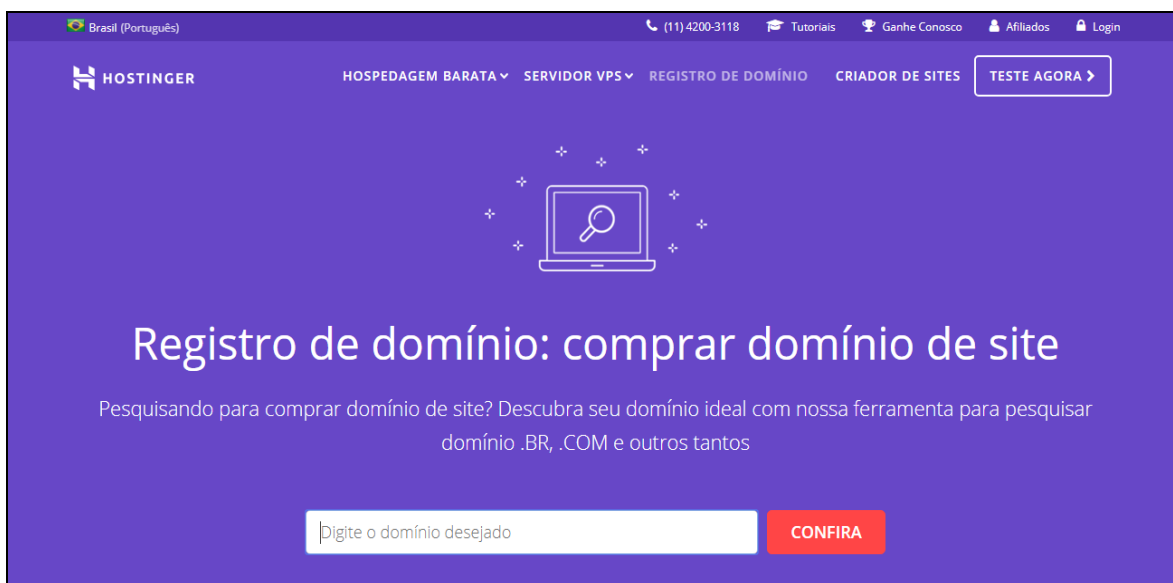 Brasil (Português) (11) 4200-3118 Tutoriais Ganhe Conosco Afiliados Login
HOSTINGER HOSPEDAGEM BARATA SERVIDOR VPS REGISTRO DE DOMÍNIO CRIADOR DE SITES TESTE AGORA
Registro de domínio: comprar domínio de site
Pesquisando para comprar domínio de site? Descubra seu domínio ideal com nossa ferramenta para pesquisar
domínio .BR, .COM e outros tantos
Digite o domínio desejado CONFIRA